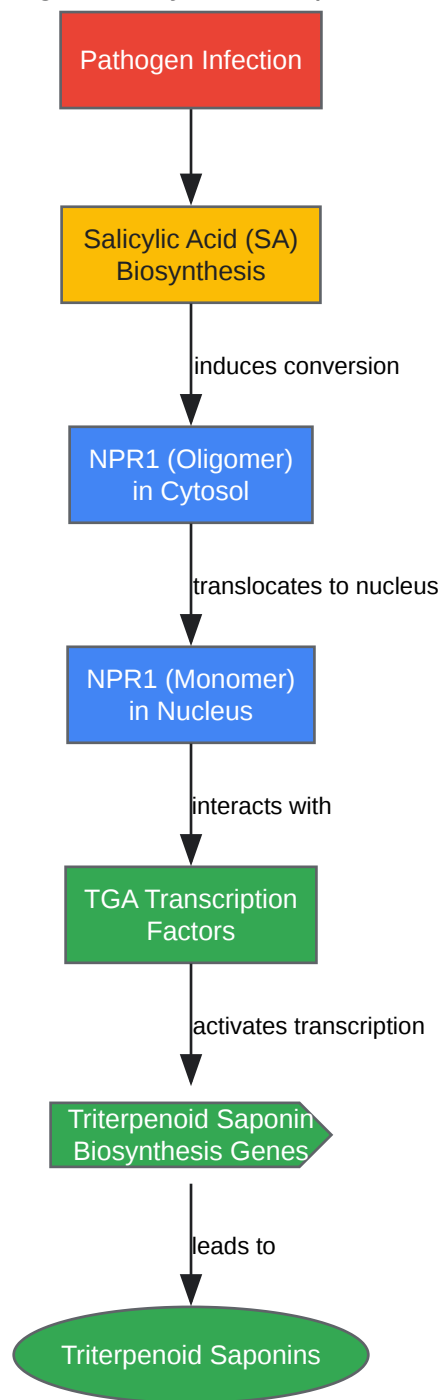 Pathogen Infection
Salicylic Acid (SA)
Biosynthesis
induces conversion
NPR1 (Oligomer)
in Cytosol
translocates to nucleus
NPR1 (Monomer)
in Nucleus
interacts with
TGA Transcription
Factors
activates transcription
Triterpenoid Saponin
Biosynthesis Genes
leads to
Triterpenoid Saponins